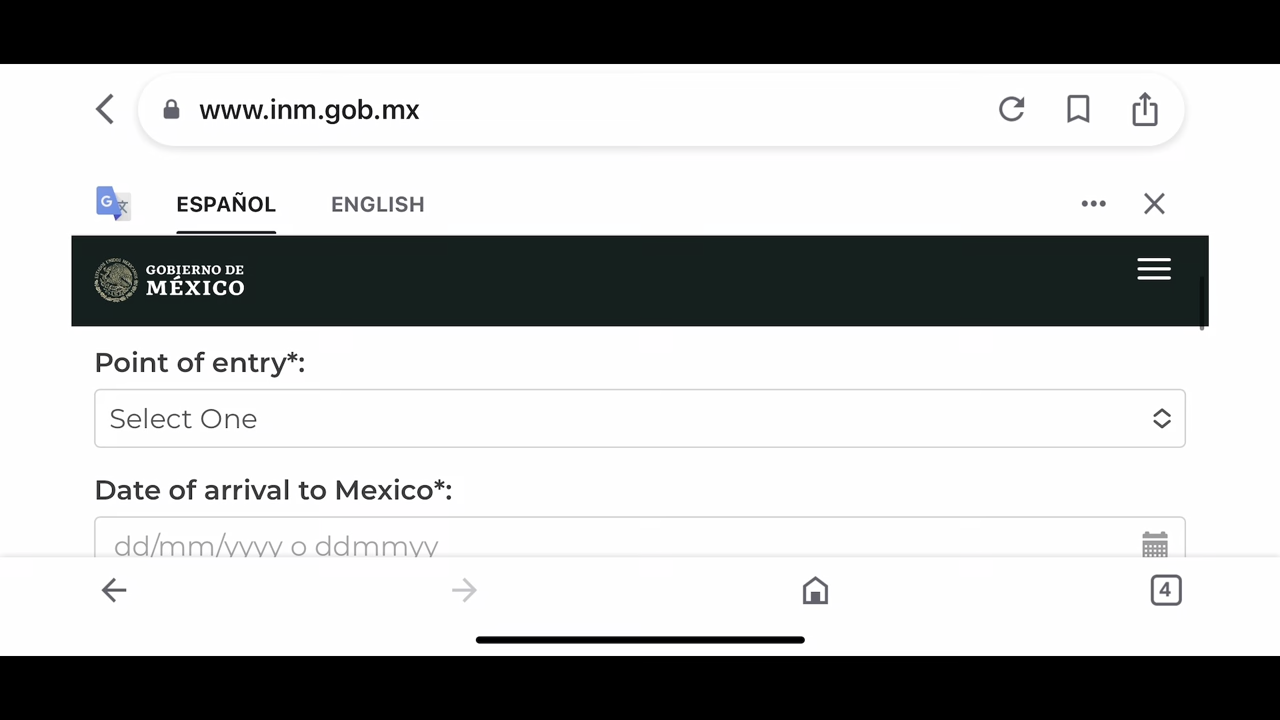 www.inm.gob.mx
G 文
ESPAÑOL ENGLISH
GOBIERNO DE
MÉXICO
Point of entry*:
Select One
Date of arrival to Mexico*:
dd/mm/yyyy o ddmmyy
4